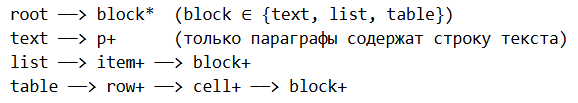 root —> block*  (block ∈ {text, list, table})
text —> p+      (только параграфы содержат строку текста)
list —> item+ —> block+
table —> row+ —> cell+ —> block+